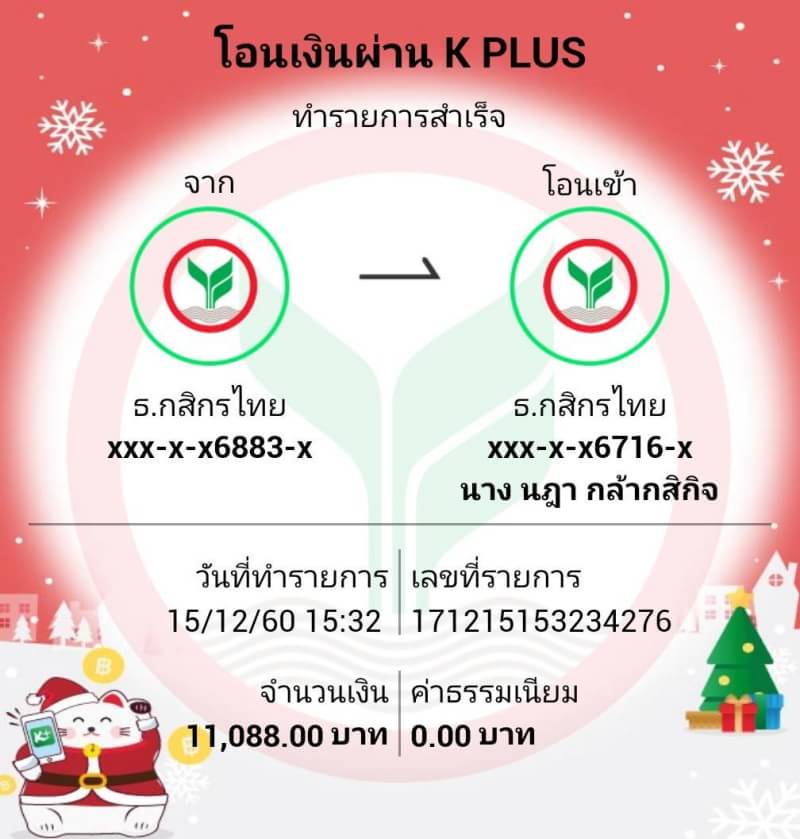 โอนเงินผ่าน K PLUS
ทำรายการสำเร็จ
จาก
โอนเข้า
ธ.กสิกรไทย
xxx-x-x6883-x
ธ.กสิกรไทย
xxx-x-x6716-x
นาง นฎา กล้ากสิกิจ
วันที่ทำรายการ
15/12/60 15:32
เลขที่รายการ
171215153234276
จำนวนเงิน
11,088.00 บาท
ค่าธรรมเนียม
0.00 บาท
K+